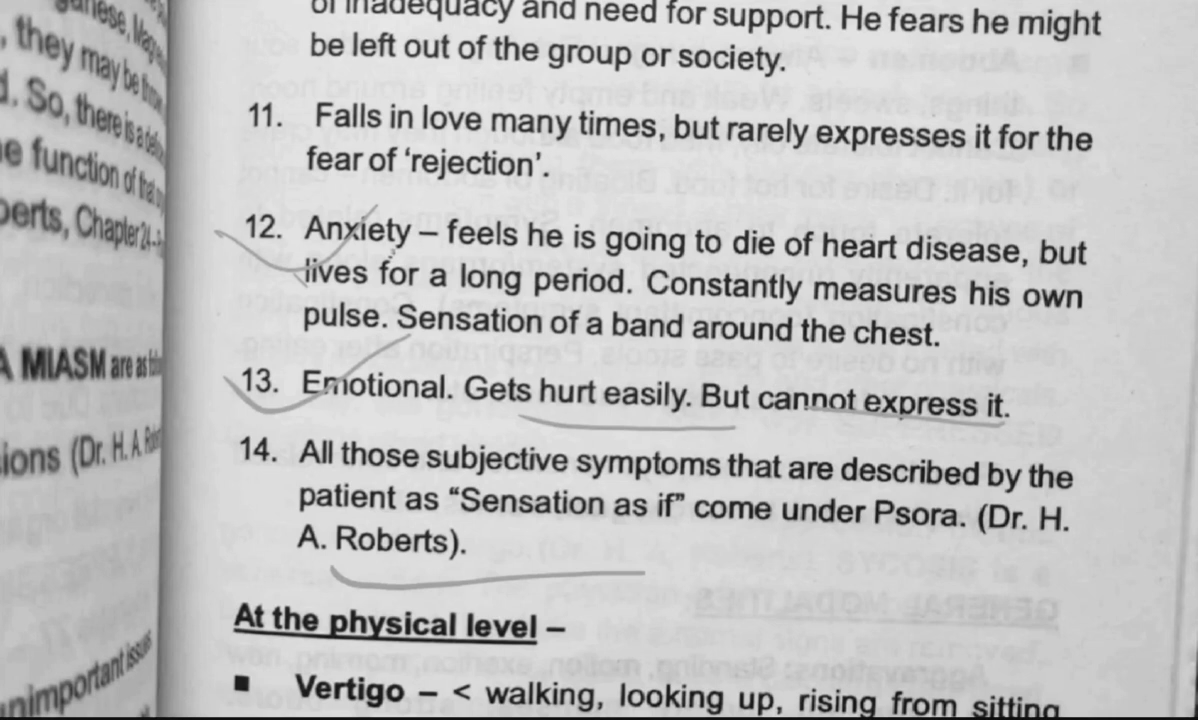 of inadequacy and need for support. He fears he might
be left out of the group or society.
11. Falls in love many times, but rarely expresses it for the
fear of ‘rejection’.
12. Anxiety – feels he is going to die of heart disease, but
lives for a long period. Constantly measures his own
pulse. Sensation of a band around the chest.
13. Emotional. Gets hurt easily. But cannot express it.
14. All those subjective symptoms that are described by the
patient as “Sensation as if” come under Psora. (Dr. H.
A. Roberts).
At the physical level –
■ Vertigo – < walking, looking up, rising from sitting
, they may be
So, there is a
function of
Chapter
A MIASM are as
(Dr. H. A.